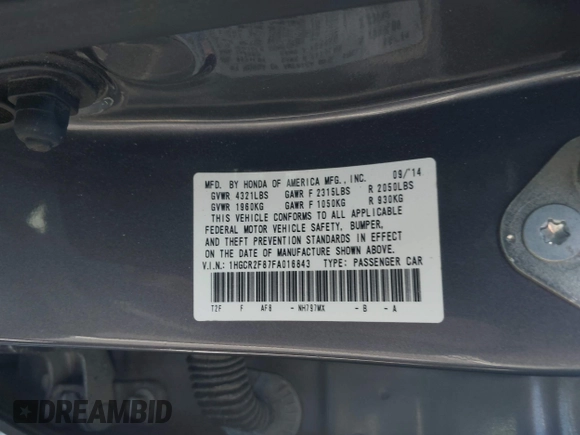 MFD. BY HONDA OF AMERICA MFG., INC. 09/'14
GVWR 4321LBS GAWR F 2315LBS R 2050LBS
GVWR 1960KG GAWR F 1050KG R 930KG
THIS VEHICLE CONFORMS TO ALL APPLICABLE
FEDERAL MOTOR VEHICLE SAFETY, BUMPER,
AND THEFT PREVENTION STANDARDS IN EFFECT
ON THE DATE OF MANUFACTURE SHOWN ABOVE.
V.I.N.: 1HGCR2F87FA016843 TYPE: PASSENGER CAR
T2F F AF8 - NH797MX - B - A
DREAMBID